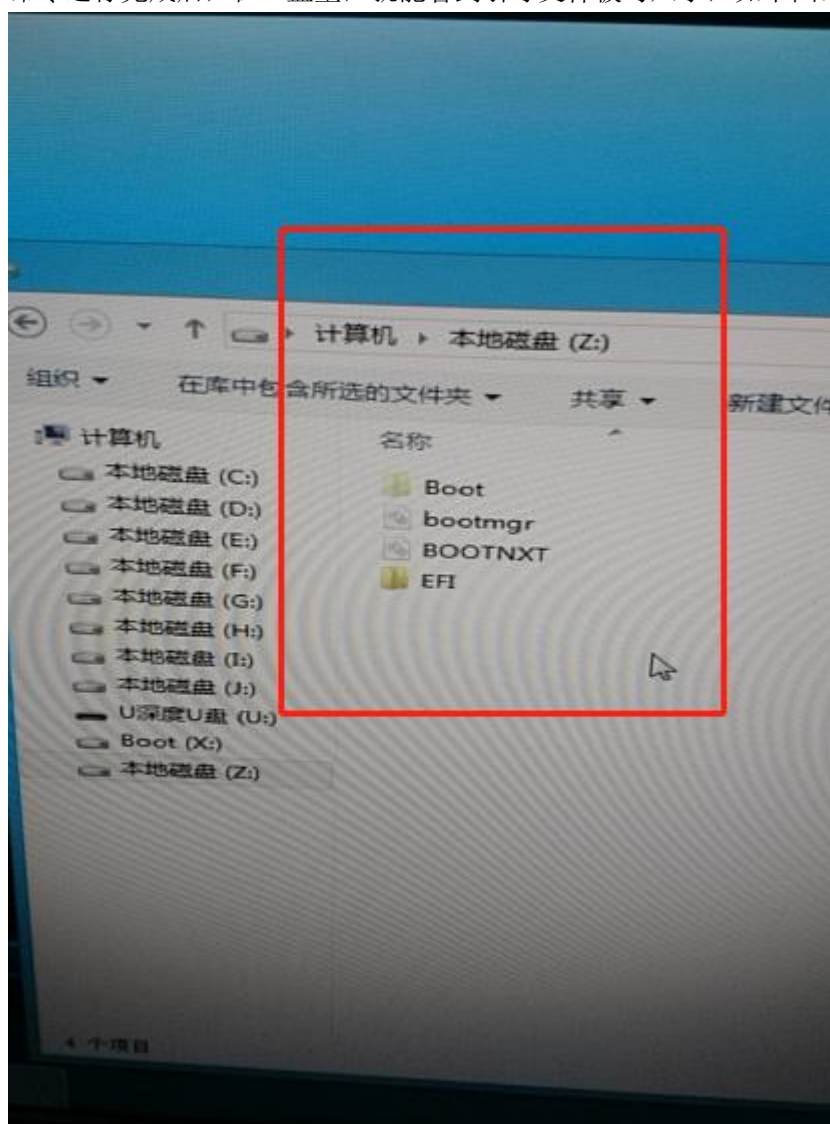 计算机 ▸ 本地磁盘 (Z:)
组织 在库中包含所选的文件夹 共享 新建文件
计算机
本地磁盘 (C:)
本地磁盘 (D:)
本地磁盘 (E:)
本地磁盘 (F:)
本地磁盘 (G:)
本地磁盘 (H:)
本地磁盘 (I:)
本地磁盘 (J:)
U深度U盘 (U:)
Boot (X:)
本地磁盘 (Z:)
名称
Boot
bootmgr
BOOTNXT
EFI
4 个项目